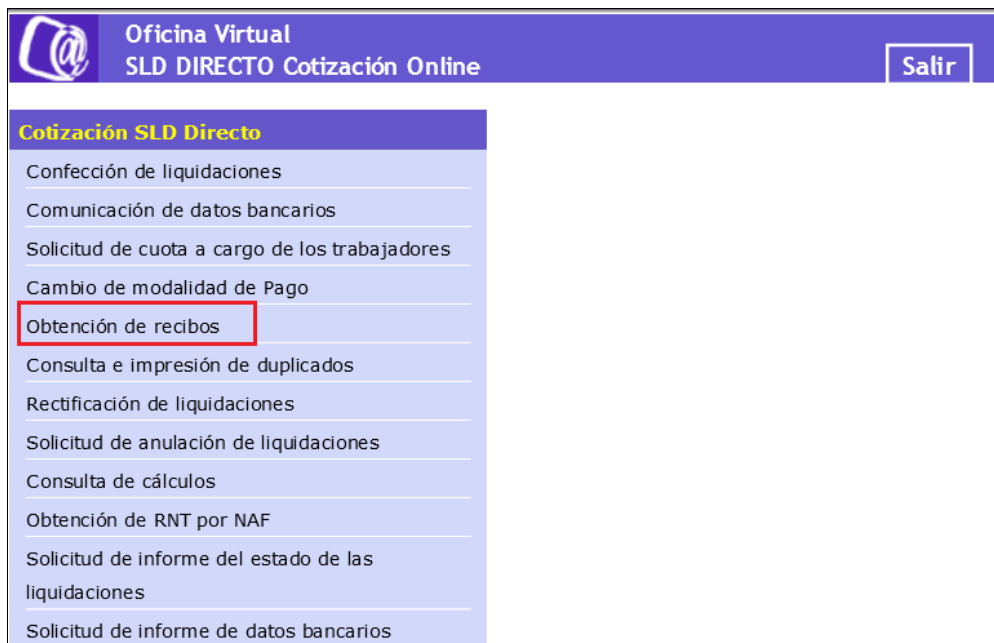 Oficina Virtual
SLD DIRECTO Cotización Online
Salir
Cotización SLD Directo
Confección de liquidaciones
Comunicación de datos bancarios
Solicitud de cuota a cargo de los trabajadores
Cambio de modalidad de Pago
Obtención de recibos
Consulta e impresión de duplicados
Rectificación de liquidaciones
Solicitud de anulación de liquidaciones
Consulta de cálculos
Obtención de RNT por NAF
Solicitud de informe del estado de las
liquidaciones
Solicitud de informe de datos bancarios